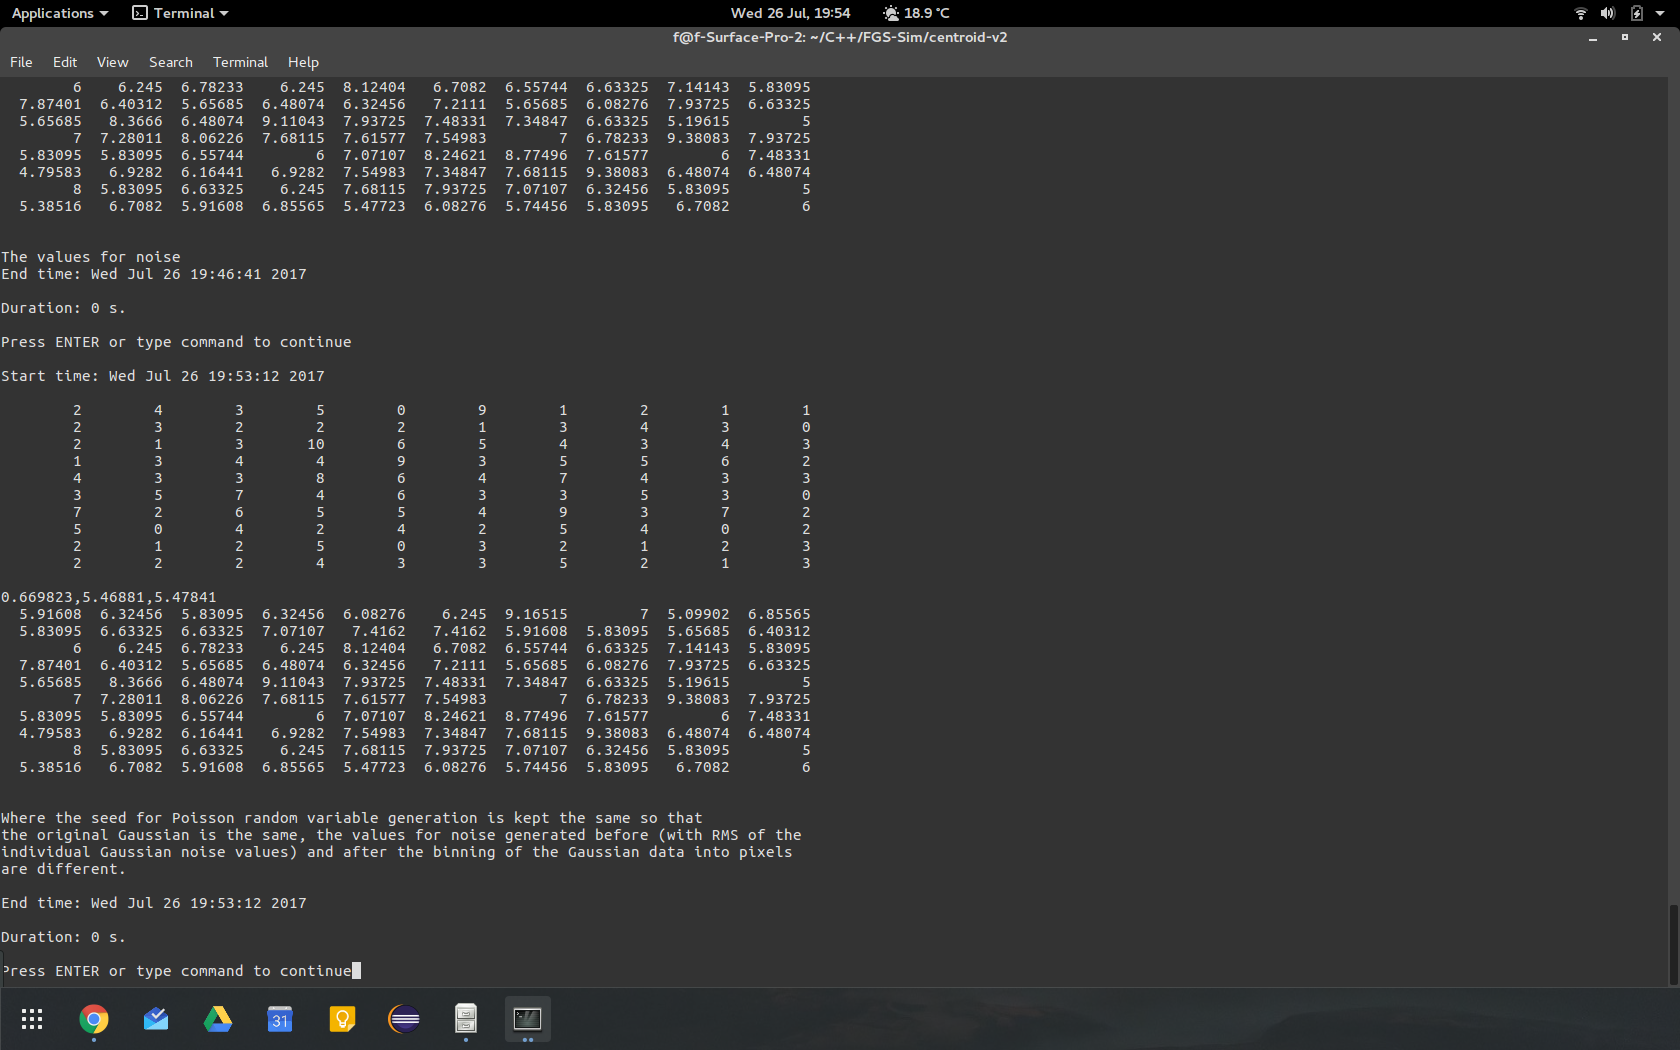 Applications Terminal Wed 26 Jul, 19:54 18.9 °C
f@f-Surface-Pro-2: ~/C++/FGS-Sim/centroid-v2
File Edit View Search Terminal Help
6 6.245 6.78233 6.245 8.12404 6.7082 6.55744 6.63325 7.14143 5.83095
7.87401 6.40312 5.65685 6.48074 6.32456 7.2111 5.65685 6.08276 7.93725 6.63325
5.65685 8.3666 6.48074 9.11043 7.93725 7.48331 7.34847 6.63325 5.19615 5
7 7.28011 8.06226 7.68115 7.61577 7.54983 7 6.78233 9.38083 7.93725
5.83095 5.83095 6.55744 6 7.07107 8.24621 8.77496 7.61577 6 7.48331
4.79583 6.9282 6.16441 6.9282 7.54983 7.34847 7.68115 9.38083 6.48074 6.48074
8 5.83095 6.63325 6.245 7.68115 7.93725 7.07107 6.32456 5.83095 5
5.38516 6.7082 5.91608 6.85565 5.47723 6.08276 5.74456 5.83095 6.7082 6
The values for noise
End time: Wed Jul 26 19:46:41 2017
Duration: 0 s.
Press ENTER or type command to continue
Start time: Wed Jul 26 19:53:12 2017
2 4 3 5 0 9 1 2 1 1
2 3 2 2 2 1 3 4 3 0
2 1 3 10 6 5 4 3 4 3
1 3 4 4 9 3 5 5 6 2
4 3 3 8 6 4 7 4 3 3
3 5 7 4 6 3 3 5 3 0
7 2 6 5 5 4 9 3 7 2
5 0 4 2 4 2 5 4 0 2
2 1 2 5 0 3 2 1 2 3
2 2 2 4 3 3 5 2 1 3
0.669823,5.46881,5.47841
5.91608 6.32456 5.83095 6.32456 6.08276 6.245 9.16515 7 5.09902 6.85565
5.83095 6.63325 6.63325 7.07107 7.4162 7.4162 5.91608 5.83095 5.65685 6.40312
6 6.245 6.78233 6.245 8.12404 6.7082 6.55744 6.63325 7.14143 5.83095
7.87401 6.40312 5.65685 6.48074 6.32456 7.2111 5.65685 6.08276 7.93725 6.63325
5.65685 8.3666 6.48074 9.11043 7.93725 7.48331 7.34847 6.63325 5.19615 5
7 7.28011 8.06226 7.68115 7.61577 7.54983 7 6.78233 9.38083 7.93725
5.83095 5.83095 6.55744 6 7.07107 8.24621 8.77496 7.61577 6 7.48331
4.79583 6.9282 6.16441 6.9282 7.54983 7.34847 7.68115 9.38083 6.48074 6.48074
8 5.83095 6.63325 6.245 7.68115 7.93725 7.07107 6.32456 5.83095 5
5.38516 6.7082 5.91608 6.85565 5.47723 6.08276 5.74456 5.83095 6.7082 6
Where the seed for Poisson random variable generation is kept the same so that
the original Gaussian is the same, the values for noise generated before (with RMS of the
individual Gaussian noise values) and after the binning of the Gaussian data into pixels
are different.
End time: Wed Jul 26 19:53:12 2017
Duration: 0 s.
Press ENTER or type command to continue
31